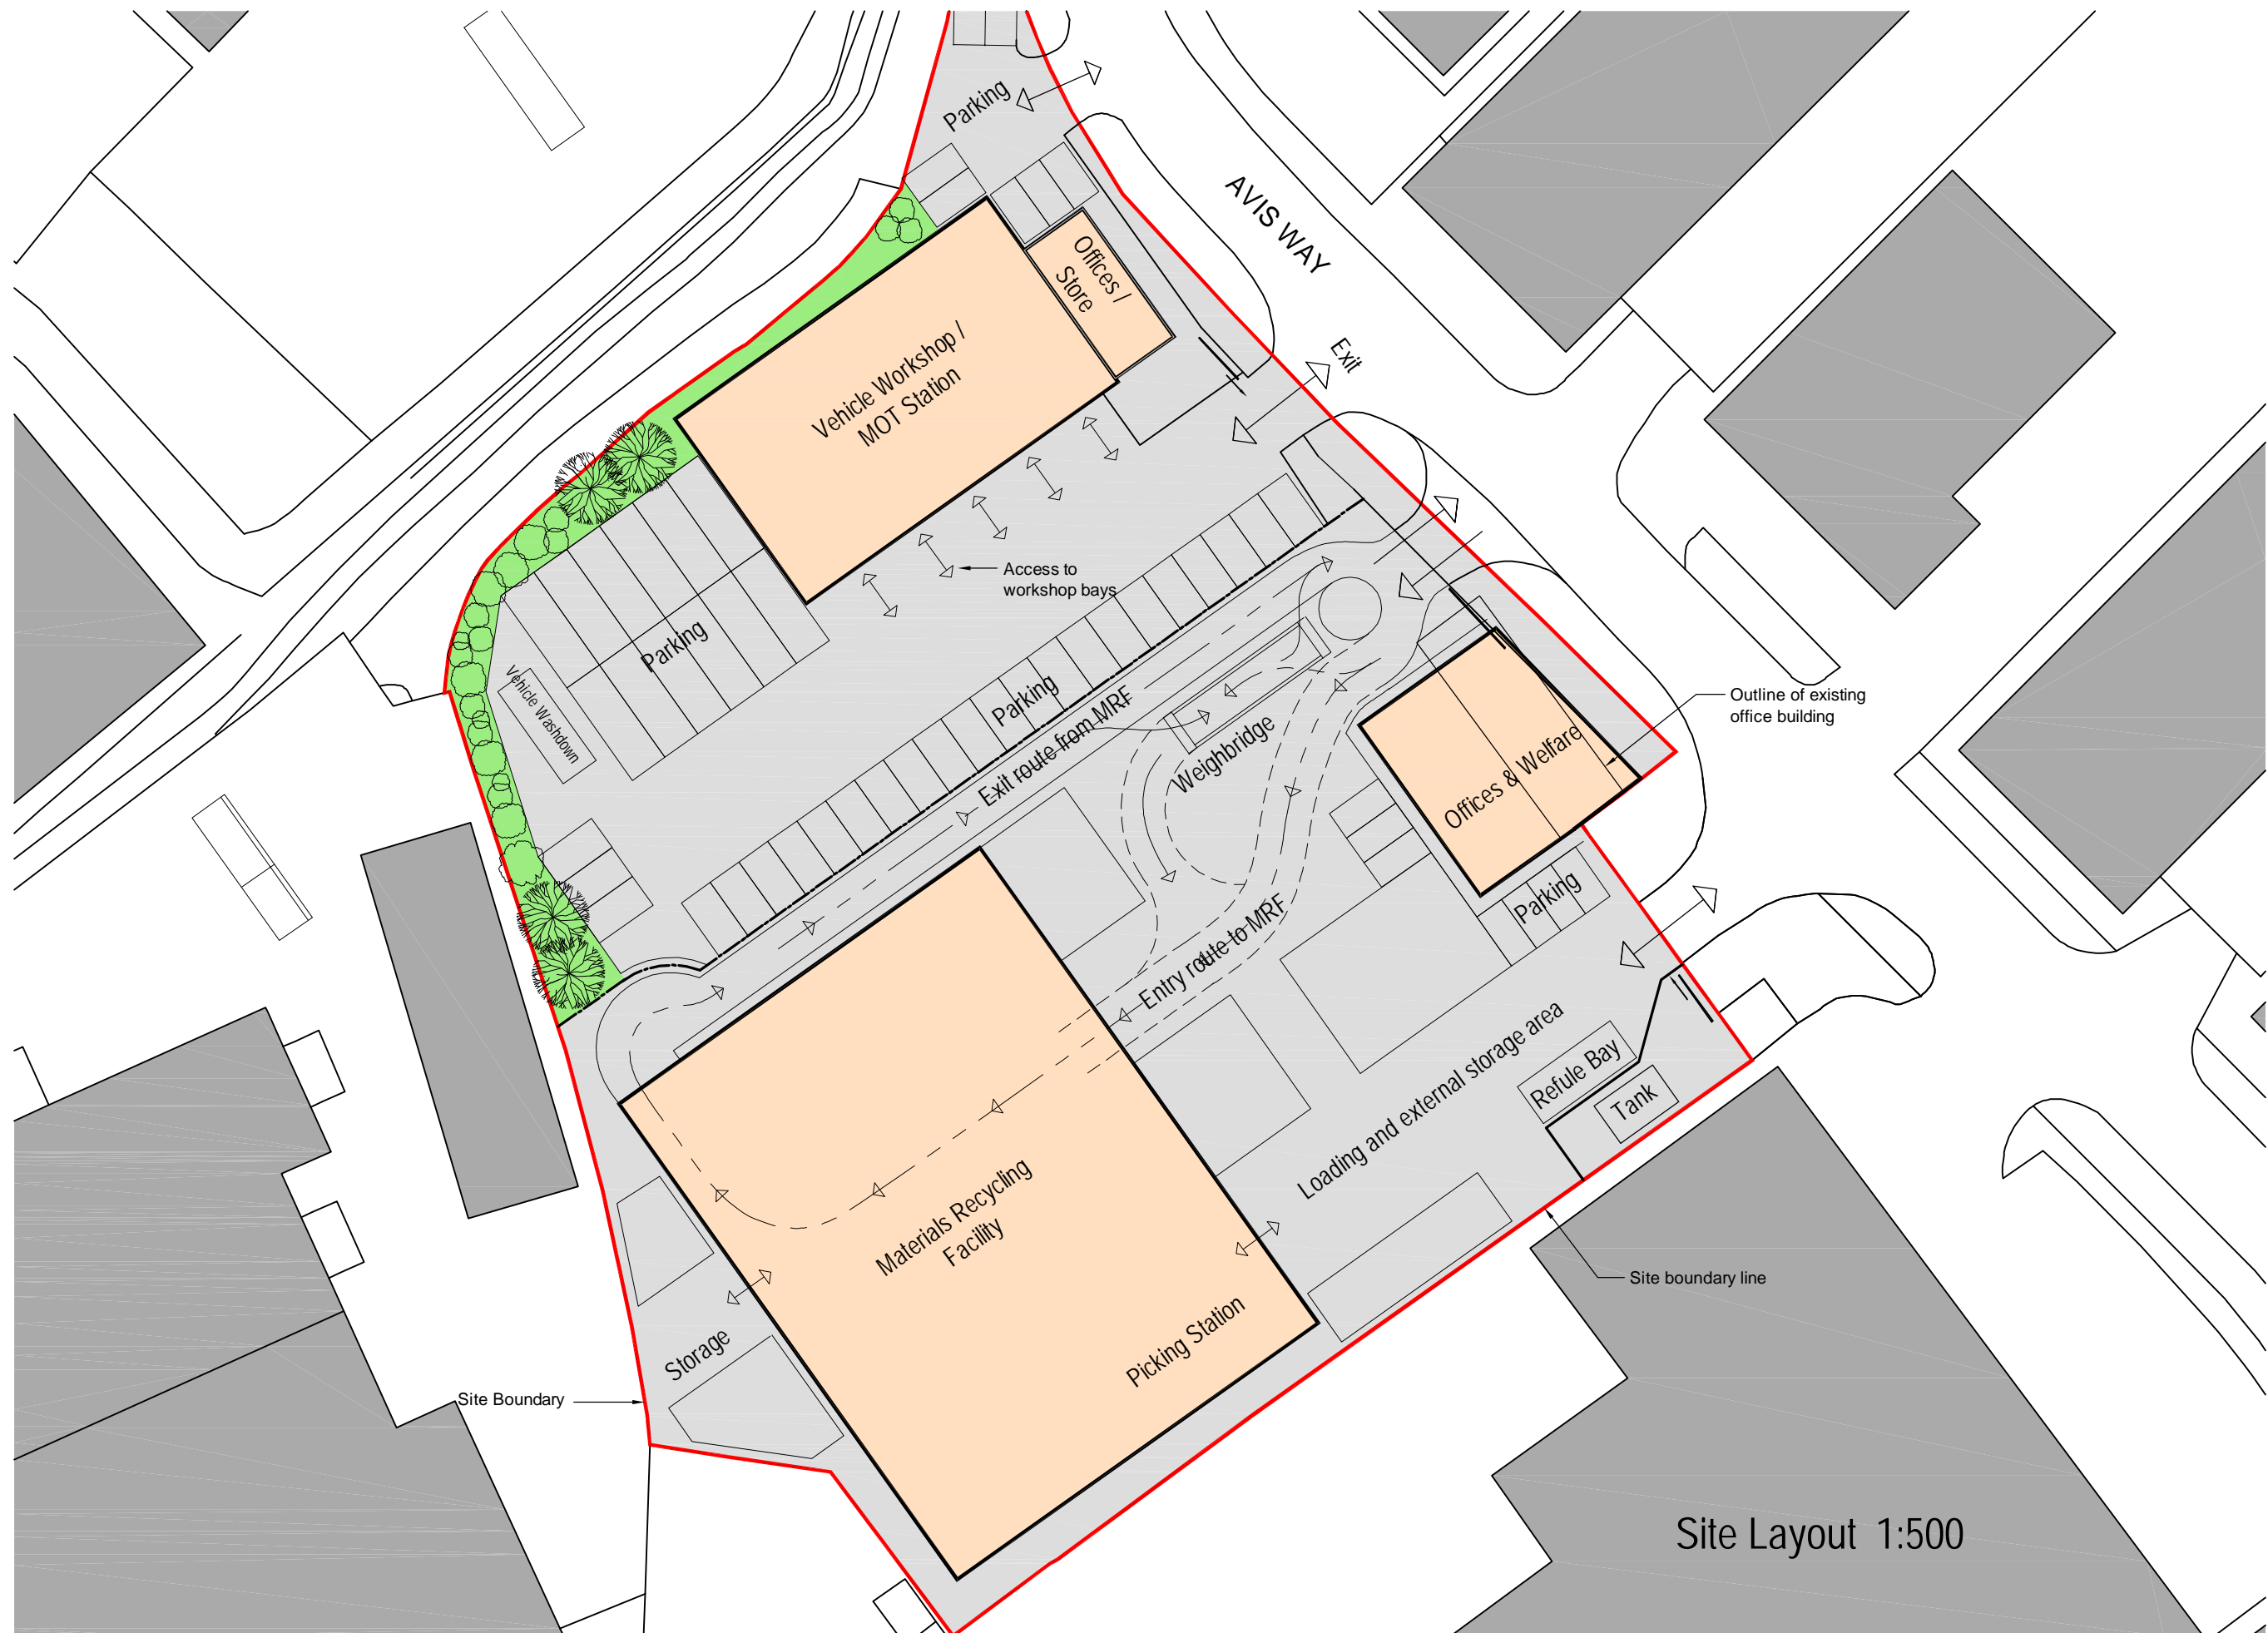 Parking
AVIS WAY
Offices /
Store
Vehicle Workshop /
MOT Station
Exit
Access to
workshop bays
Parking
Vehicle Washdown
Parking
Exit route from MRF
Weighbridge
Outline of existing
office building
Offices & Welfare
Parking
Entry route to MRF
Loading and external storage area
Refule Bay
Tank
Materials Recycling
Facility
Picking Station
Site boundary line
Storage
Site Boundary
Site Layout 1:500